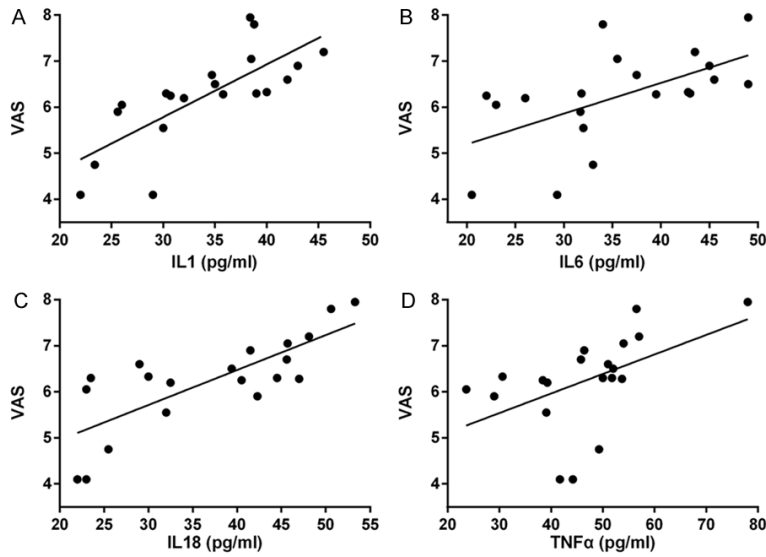 A
8
7
6
5
4
VAS
20 25 30 35 40 45 50
IL1 (pg/ml)
B
8
7
6
5
4
VAS
20 30 40 50
IL6 (pg/ml)
C
8
7
6
5
4
VAS
20 25 30 35 40 45 50 55
IL18 (pg/ml)
D
8
7
6
5
4
VAS
20 30 40 50 60 70 80
TNFα (pg/ml)